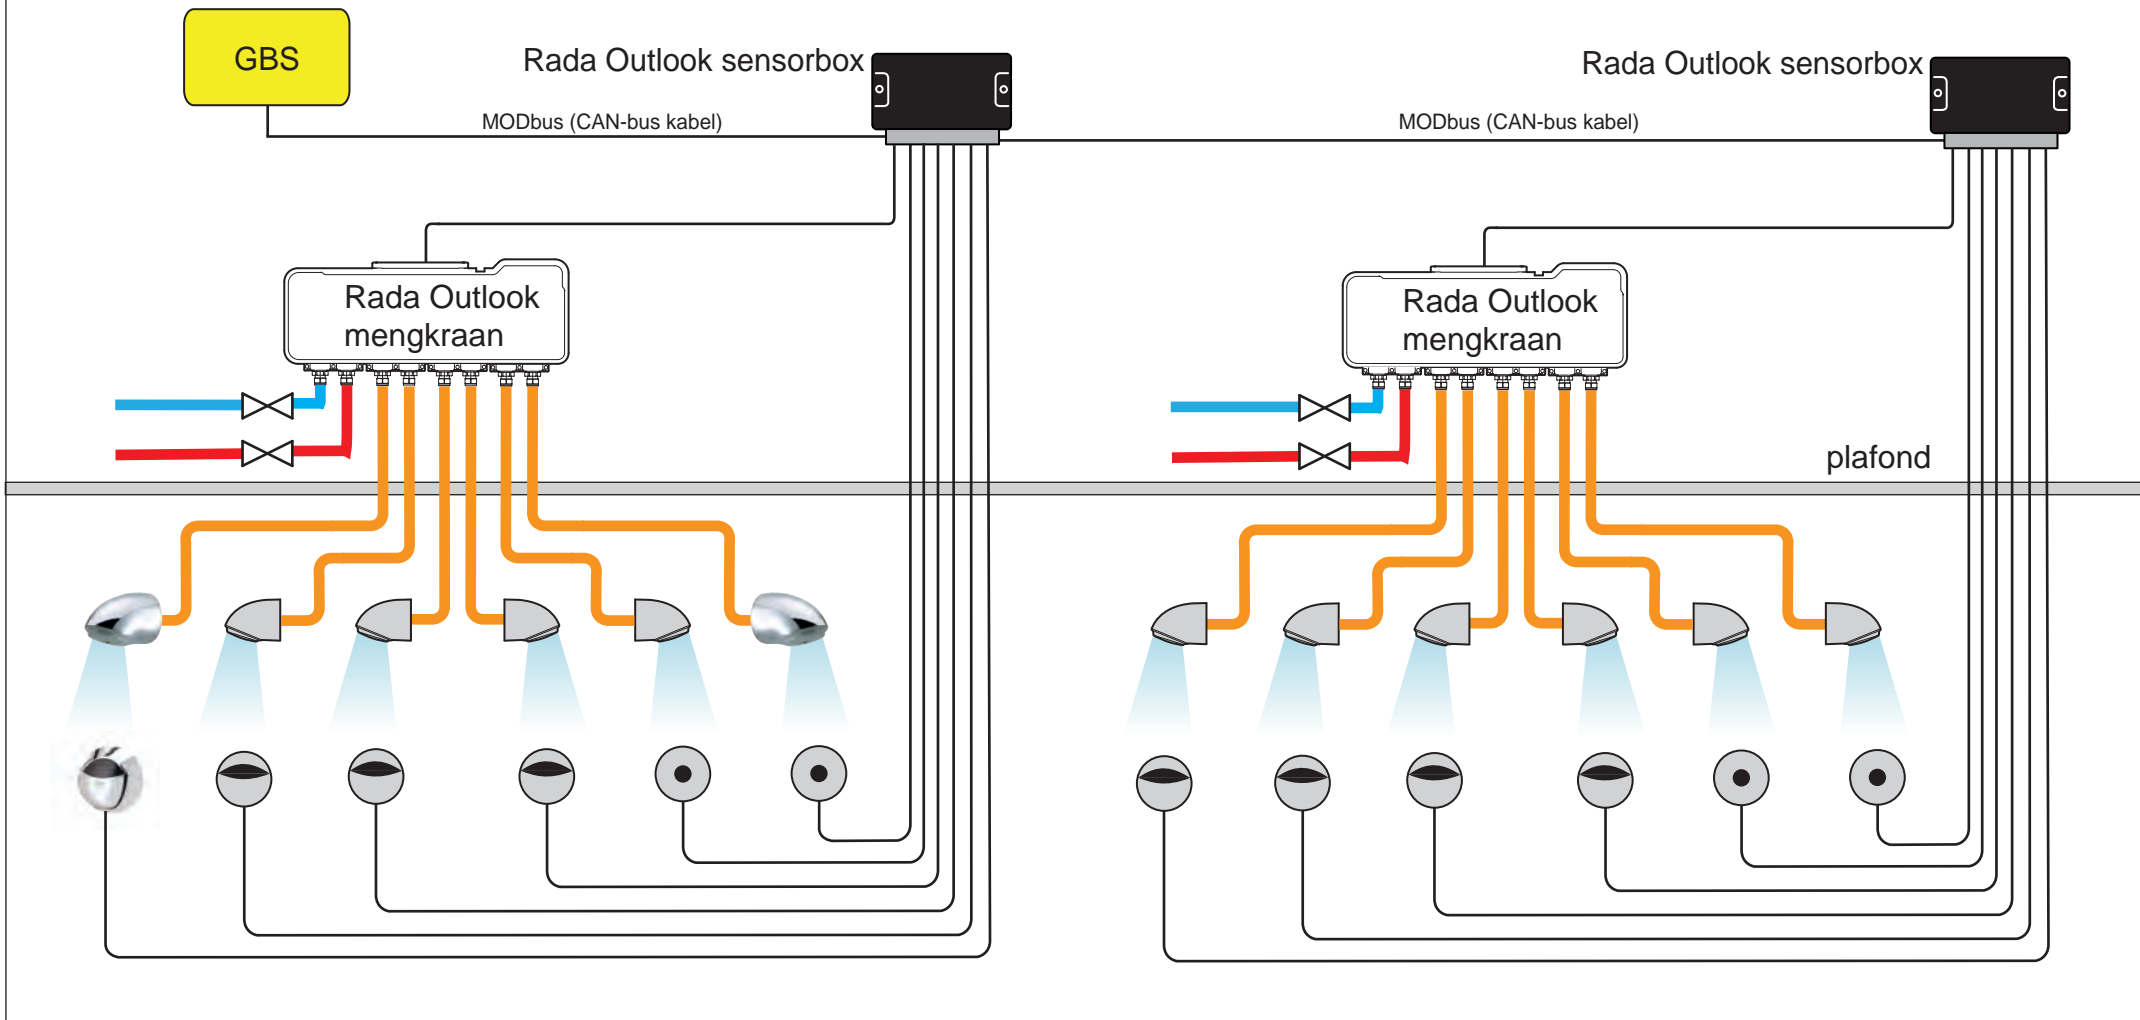 GBS
Rada Outlook sensorbox
Rada Outlook sensorbox
MODbus (CAN-bus kabel)
MODbus (CAN-bus kabel)
Rada Outlook
mengkraan
Rada Outlook
mengkraan
plafond